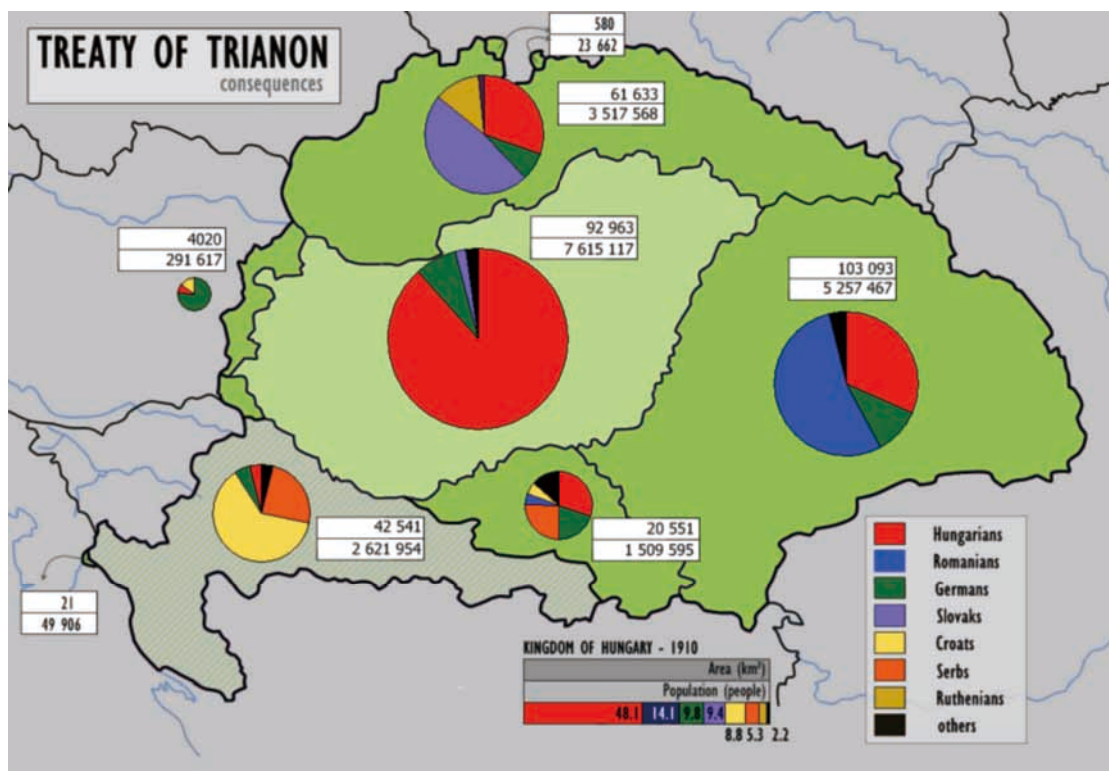 TREATY OF TRIANON
consequences
580
23 662
61 633
3 517 568
4020
291 617
92 963
7 615 117
103 093
5 257 467
42 541
2 621 954
20 551
1 509 595
21
49 906
KINGDOM OF HUNGARY - 1910
Area (km²)
Population (people)
48.1 14.1 9.8 9.4
8.8 5.3 2.2
Hungarians
Romanians
Germans
Slovaks
Croats
Serbs
Ruthenians
others